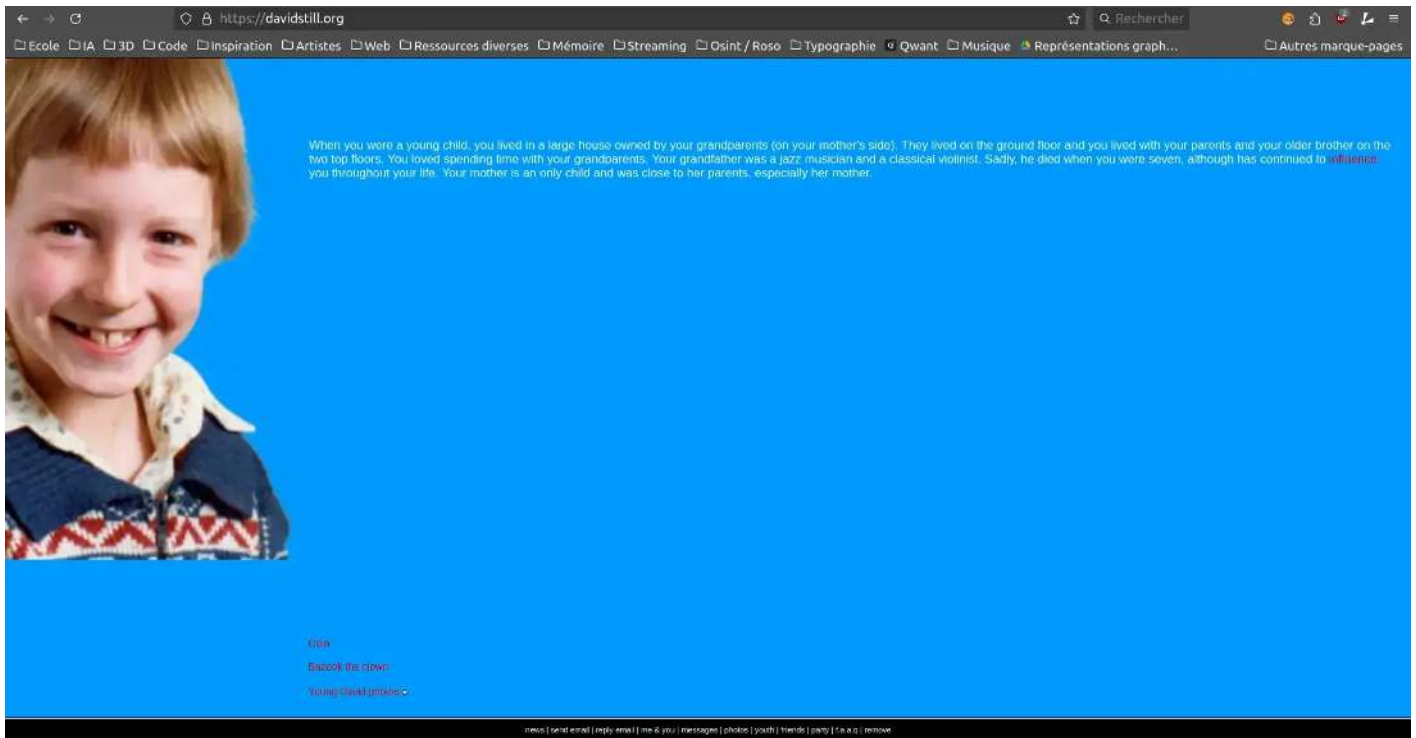 https://davidstill.org
Rechercher
Ecole IA 3D Code Inspiration Artistes Web Ressources diverses Mémoire Streaming Osint / Roso Typographie Qwant Musique Représentations graph... Autres marque-pages
When you were a young child, you lived in a large house owned by your grandparents (on your mother's side). They lived on the ground floor and you lived with your parents and your older brother on the
two top floors. You loved spending time with your grandparents. Your grandfather was a jazz musician and a classical violinist. Sadly, he died when you were seven, although has continued to influence
you throughout your life. Your mother is an only child and was close to her parents, especially her mother.
Bazook the clown
Young David photos
news | send email | reply email | me & you | messages | photos | youth | friends | party | f.a.a.q | remove